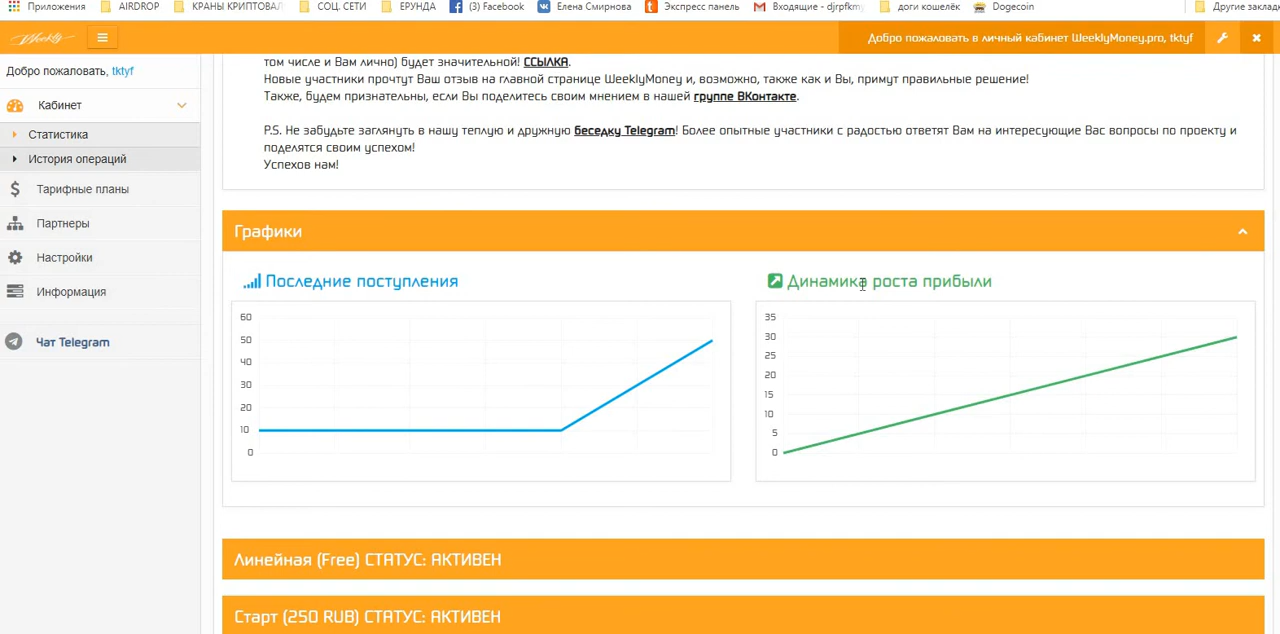 Приложения AIRDROP КРАНЫ КРИПТОВАЛ СОЦ. СЕТИ ЕРУНДА (3) Facebook Елена Смирнова Экспресс панель Входящие - djrpfkmy доги кошелёк Dogecoin Другие заклад
Weekly
Добро пожаловать в личный кабинет WeeklyMoney.pro, tktyf
Добро пожаловать, tktyf
Кабинет
Статистика
История операций
Тарифные планы
Партнеры
Настройки
Информация
Чат Telegram
том числе и Вам лично) будет значительной! ССЫЛКА.
Новые участники прочтут Ваш отзыв на главной странице WeeklyMoney и, возможно, также как и Вы, примут правильные решение!
Также, будем признательны, если Вы поделитесь своим мнением в нашей группе ВКонтакте.
P.S. Не забудьте заглянуть в нашу теплую и дружную беседку Telegram! Более опытные участники с радостью ответят Вам на интересующие Вас вопросы по проекту и
поделятся своим успехом!
Успехов нам!
Графики
Последние поступления
60
50
40
30
20
10
0
Динамика роста прибыли
35
30
25
20
15
10
5
0
Линейная (Free) СТАТУС: АКТИВЕН
Старт (250 RUB) СТАТУС: АКТИВЕН